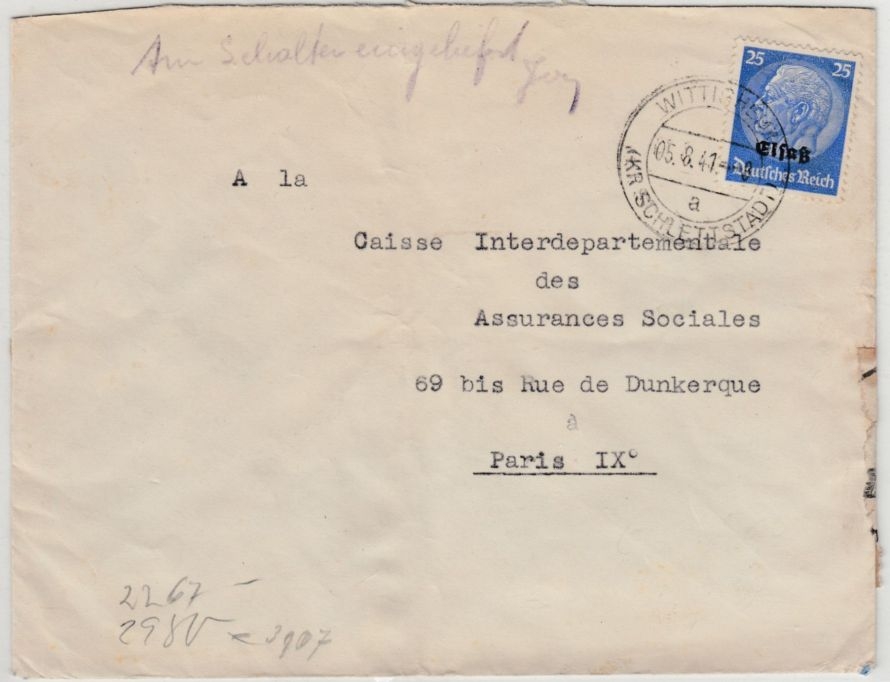 Am Schalter eingeliefert
25 25
Elsaß
Deutsches Reich
WITTISHEIM
05.8.41
a
(KR SCHLETTSTADT)
A la
Caisse Interdepartementale
des
Assurances Sociales
69 bis Rue de Dunkerque
à
Paris IX°
2267 -